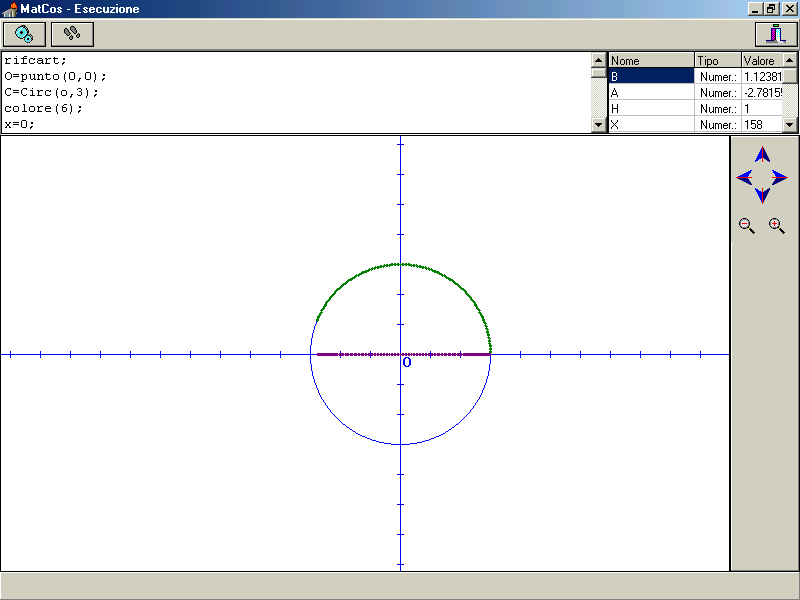 MatCos - Esecuzione
rifcart;
O=punto(0,0);
C=Circ(o,3);
colore(6);
x=0;
Nome Tipo Valore
B Numer.: 1.12381
A Numer.: -2.7815
H Numer.: 1
X Numer.: 158
O